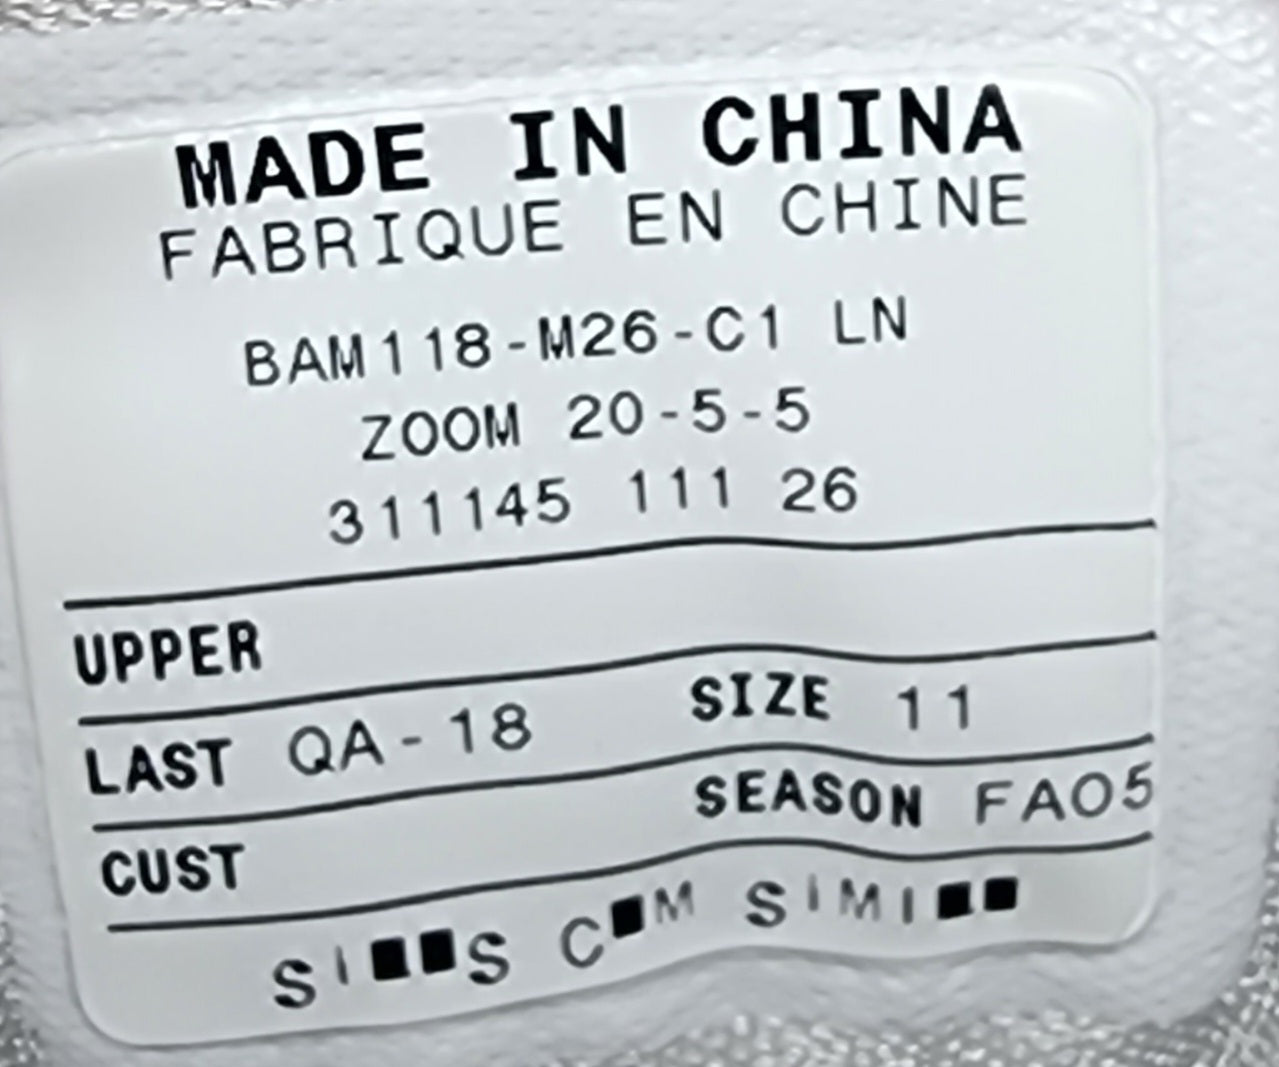 MADE IN CHINA
FABRIQUE EN CHINE
BAM118-M26-C1 LN
ZOOM 20-5-5
311145 111 26
UPPER
LAST QA-18 SIZE 11
SEASON FA05
CUST